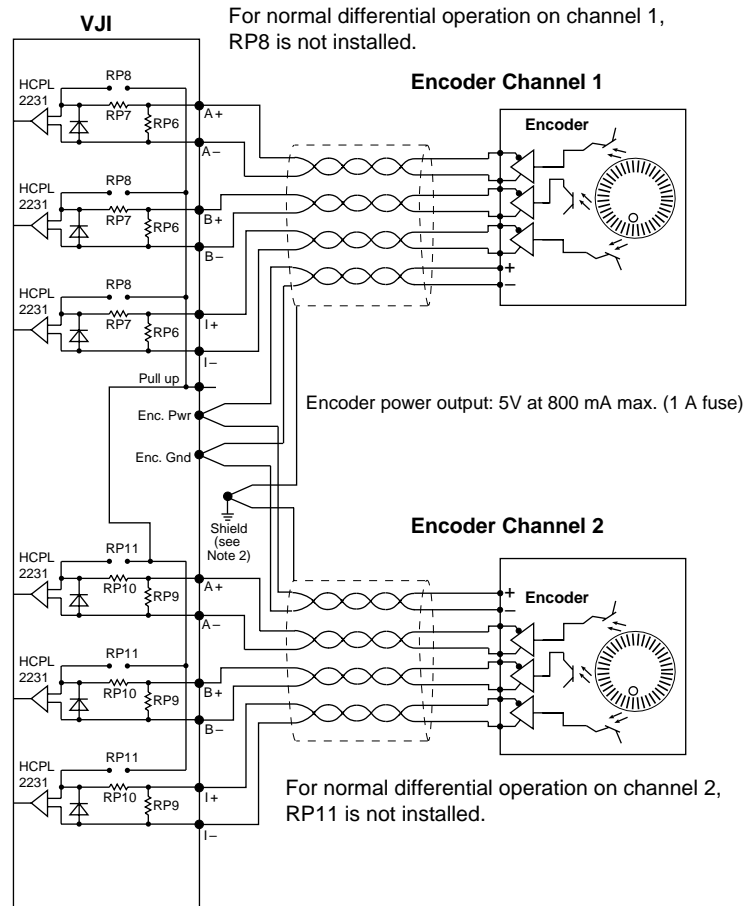 For normal differential operation on channel 1,
RP8 is not installed.
VJI
Encoder Channel 1
HCPL
2231
RP8
RP7
RP6
A+
A–
Encoder
HCPL
2231
RP8
RP7
RP6
B+
B–
+
–
HCPL
2231
RP8
RP7
RP6
I+
I–
Pull up
Enc. Pwr
Encoder power output: 5V at 800 mA max. (1 A fuse)
Enc. Gnd
Shield
(see
Note 2)
Encoder Channel 2
HCPL
2231
RP11
RP10
RP9
A+
A–
+
–
Encoder
HCPL
2231
RP11
RP10
RP9
B+
B–
HCPL
2231
RP11
RP10
RP9
I+
I–
For normal differential operation on channel 2,
RP11 is not installed.